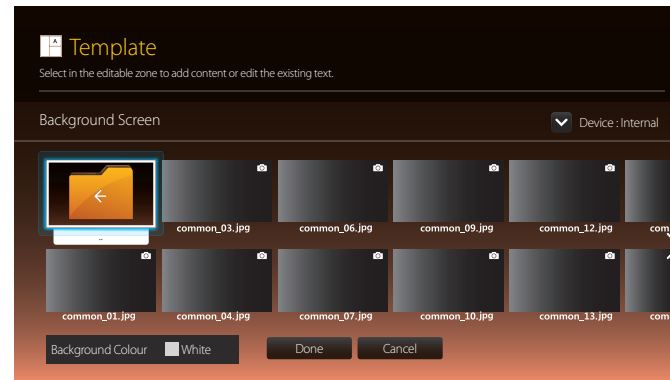 A
Template
Select in the editable zone to add content or edit the existing text.
Background Screen
Device : Internal
..
common_03.jpg
common_06.jpg
common_09.jpg
common_12.jpg
com
common_01.jpg
common_04.jpg
common_07.jpg
common_10.jpg
common_13.jpg
com
Background Colour White
Done
Cancel